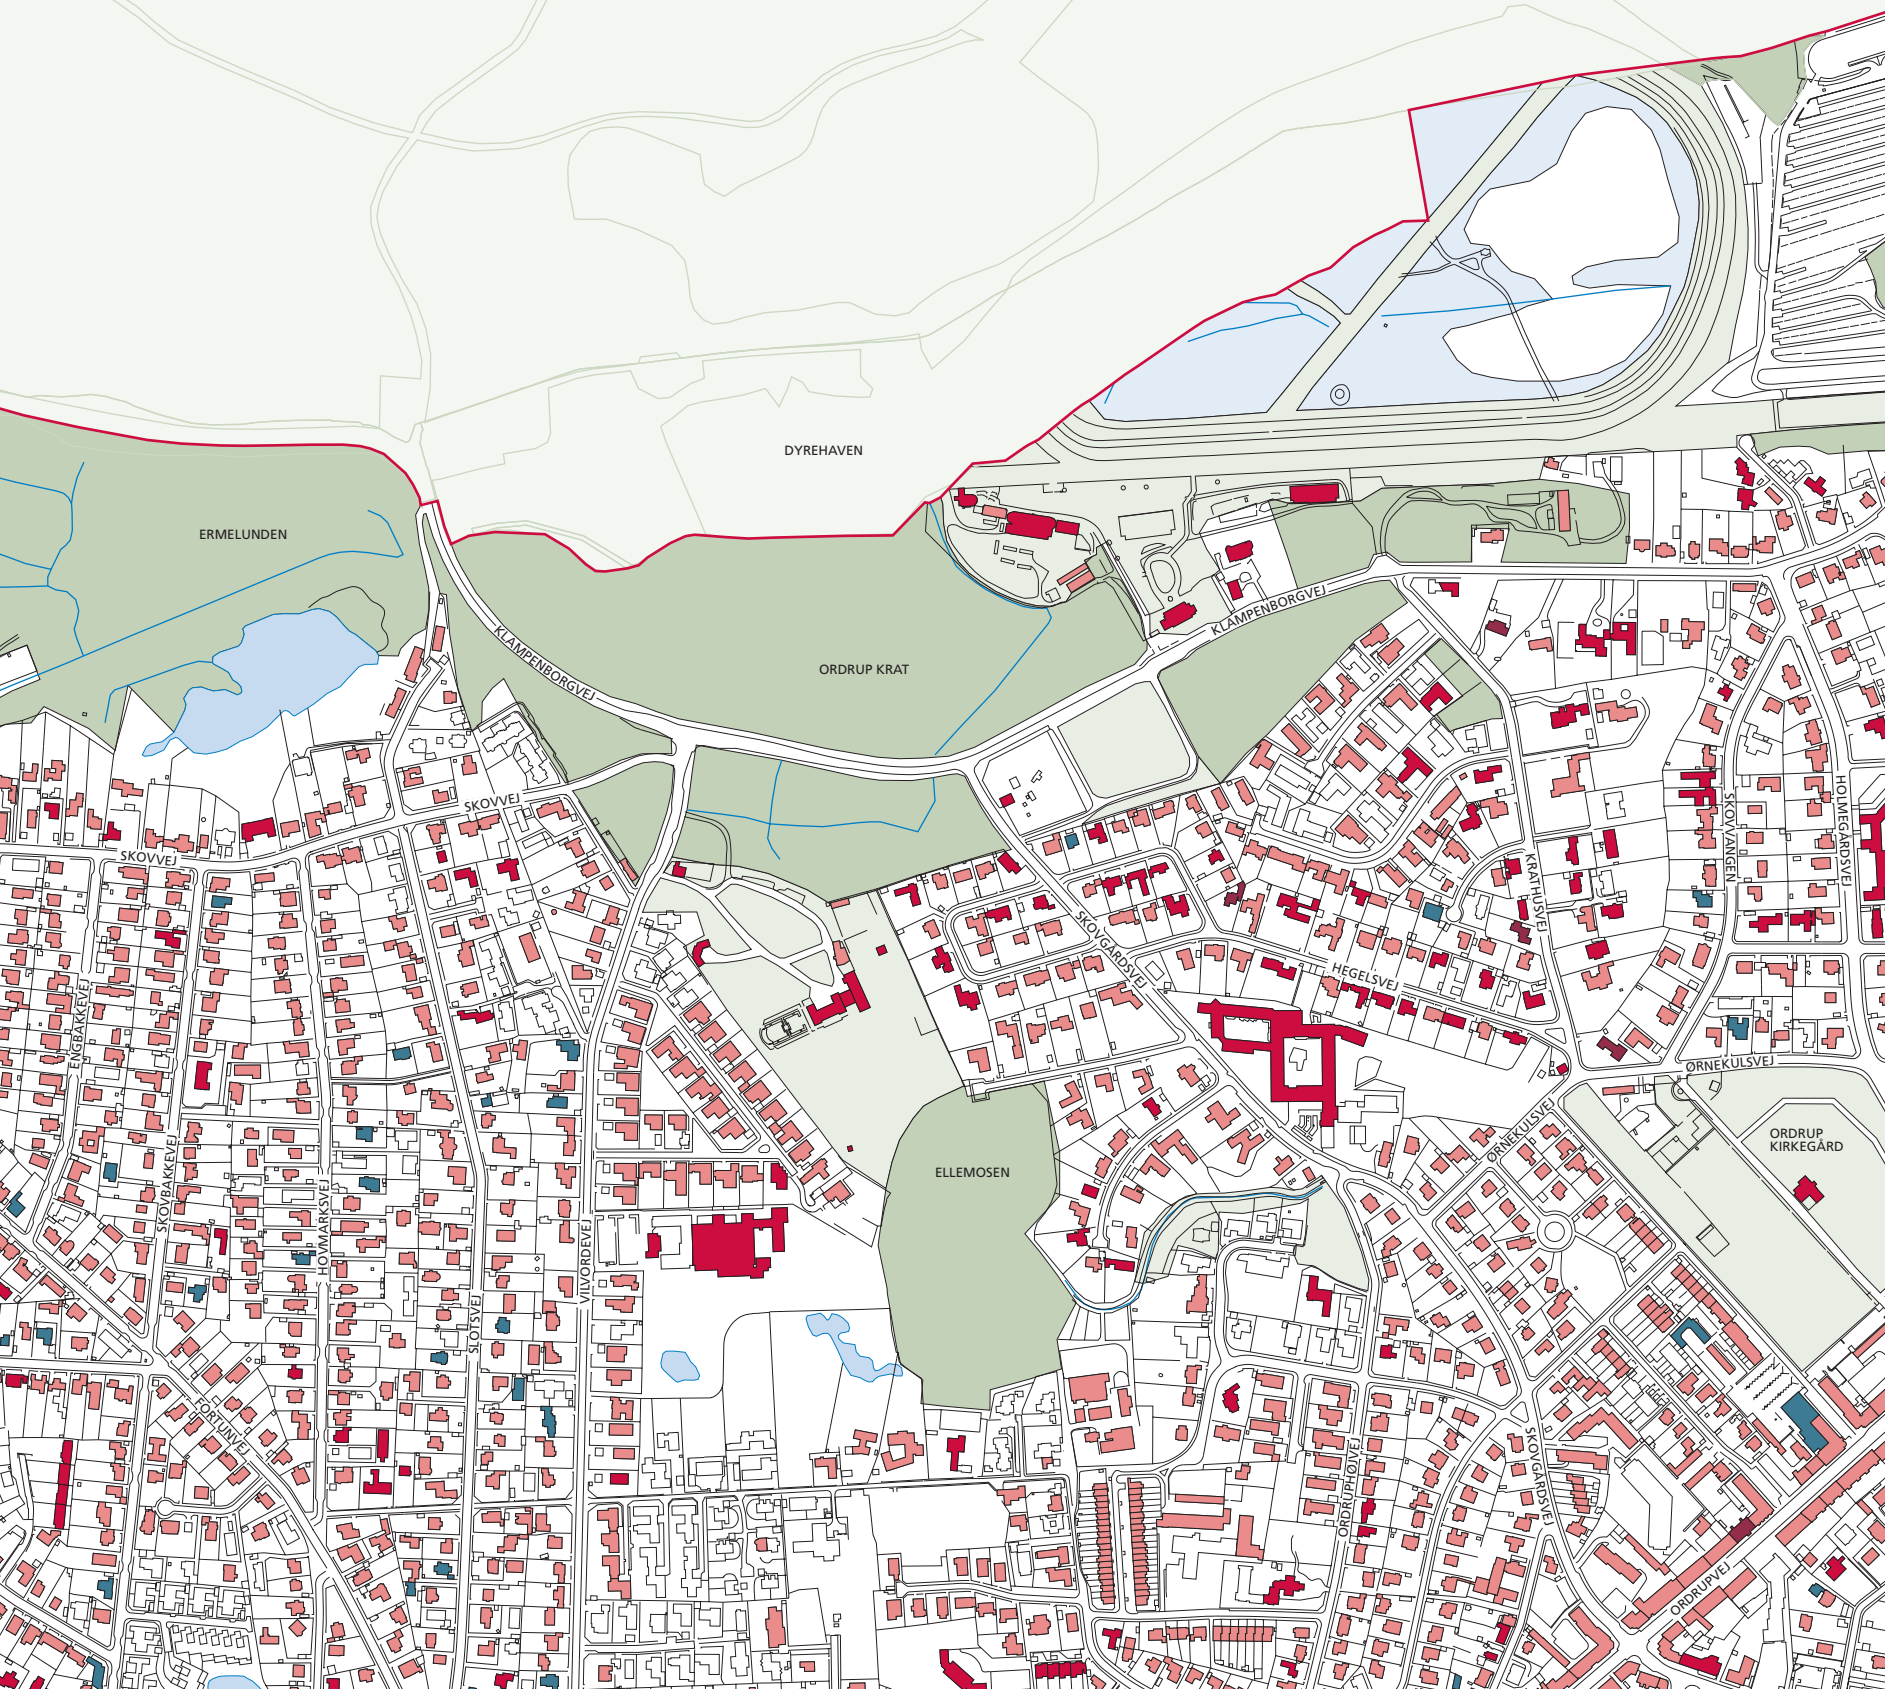 DYREHAVEN
ERMELUNDEN
KLAMPENBORGVEJ
KLAMPENBORGVEJ
ORDRUP KRAT
SKOVVEJ
SKOVVEJ
SKOVVANGEN
HOLMEGÅRDSVEJ
KRATHUSVEJ
SKOVGÅRDSVEJ
HEGELSVEJ
ENGBAKKEVEJ
ØRNEKULSVEJ
ØRNEKULSVEJ
ORDRUP
KIRKEGÅRD
ELLEMOSEN
SKOVBAKKEVEJ
HOVMARKSVEJ
VILVORDEVEJ
SLOTSVEJ
FORTUNVEJ
ORDRUPHØJVEJ
SKOVGÅRDSVEJ
ORDRUPVEJ